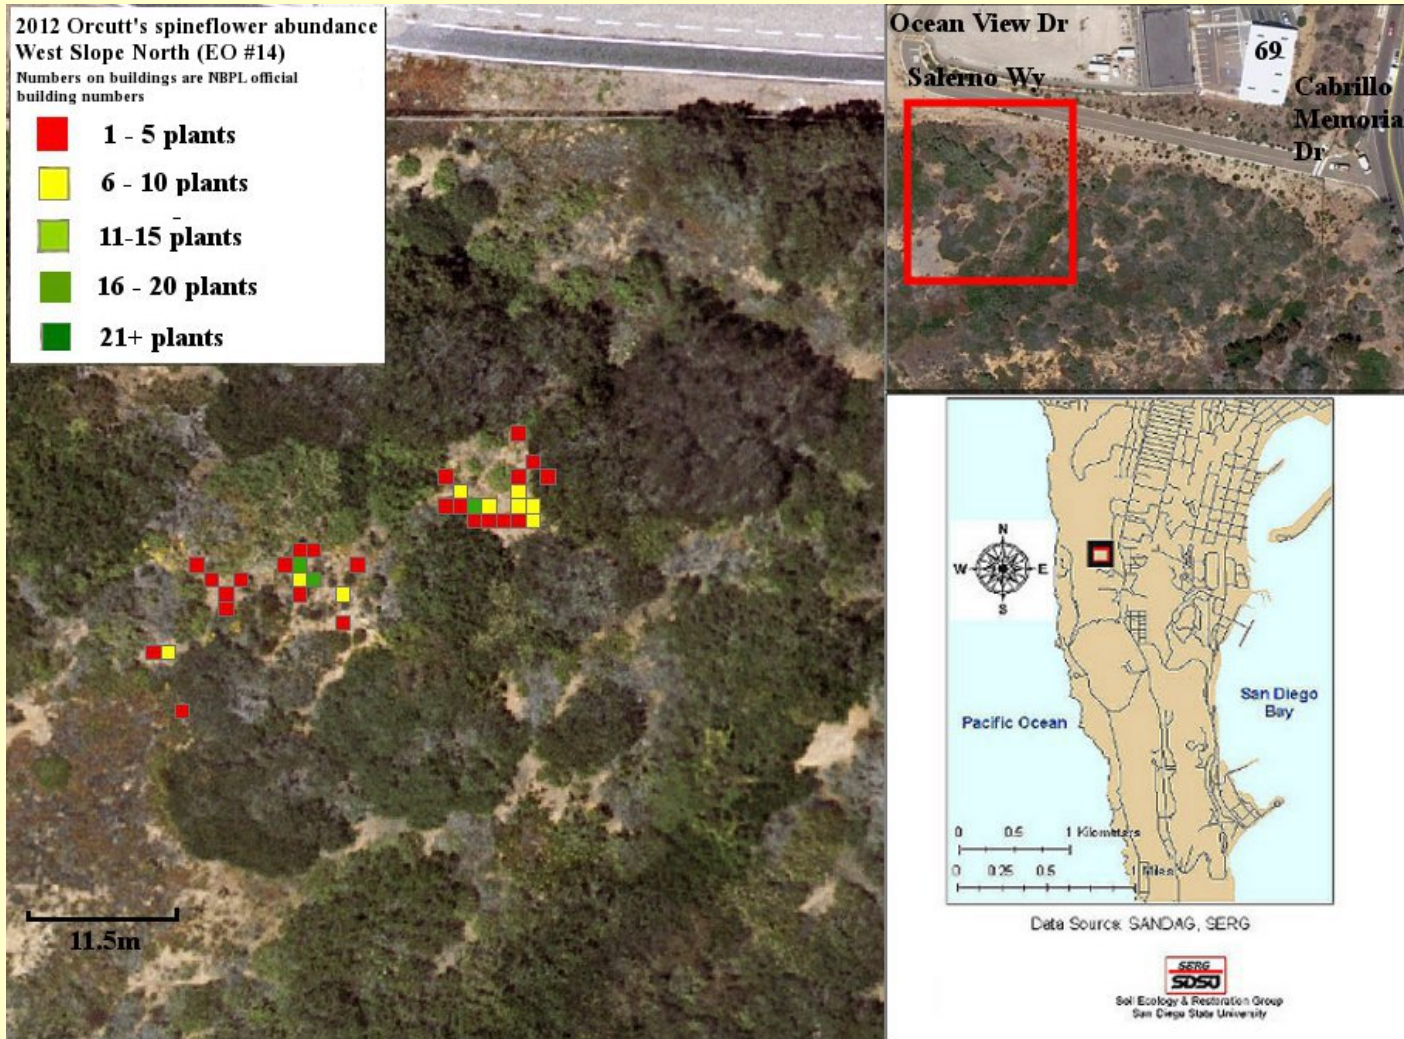 2012 Orcutt's spineflower abundance
West Slope North (EO #14)
Numbers on buildings are NBPL official
building numbers
1 - 5 plants
6 - 10 plants
11-15 plants
16 - 20 plants
21+ plants
11.5m
Ocean View Dr
69
Salerno Wy
Cabrillo
Memoria
Dr
N
W E
S
San Diego
Bay
Pacific Ocean
0 0.5 1 Kilometers
0 0.25 0.5 1 Miles
Data Source: SANDAG, SERG
SERG
SDSU
Soil Ecology & Restoration Group
San Diego State University